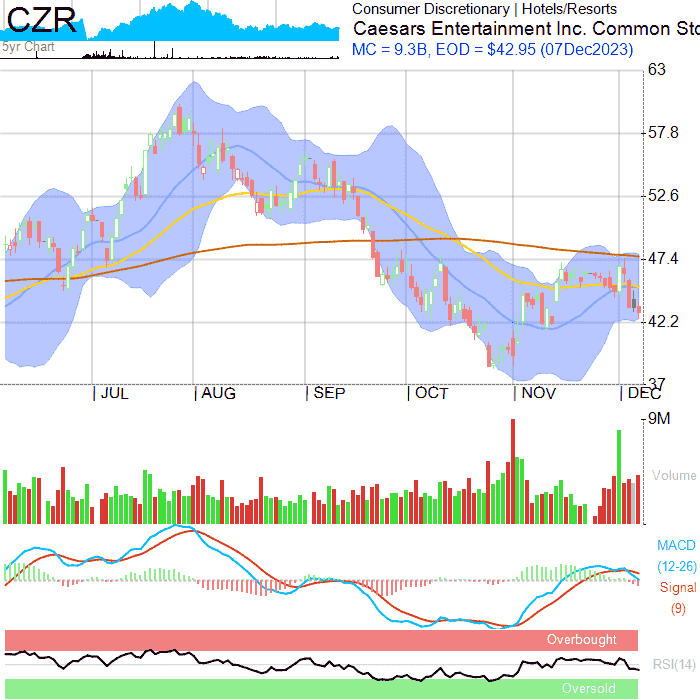 CZR
5yr Chart
Consumer Discretionary | Hotels/Resorts
Caesars Entertainment Inc. Common Sto
MC = 9.3B, EOD = $42.95 (07Dec2023)
63
57.8
52.6
47.4
42.2
37
JUL AUG SEP OCT NOV DEC
9M
Volume
MACD
(12-26)
Signal
(9)
Overbought
RSI(14)
Oversold